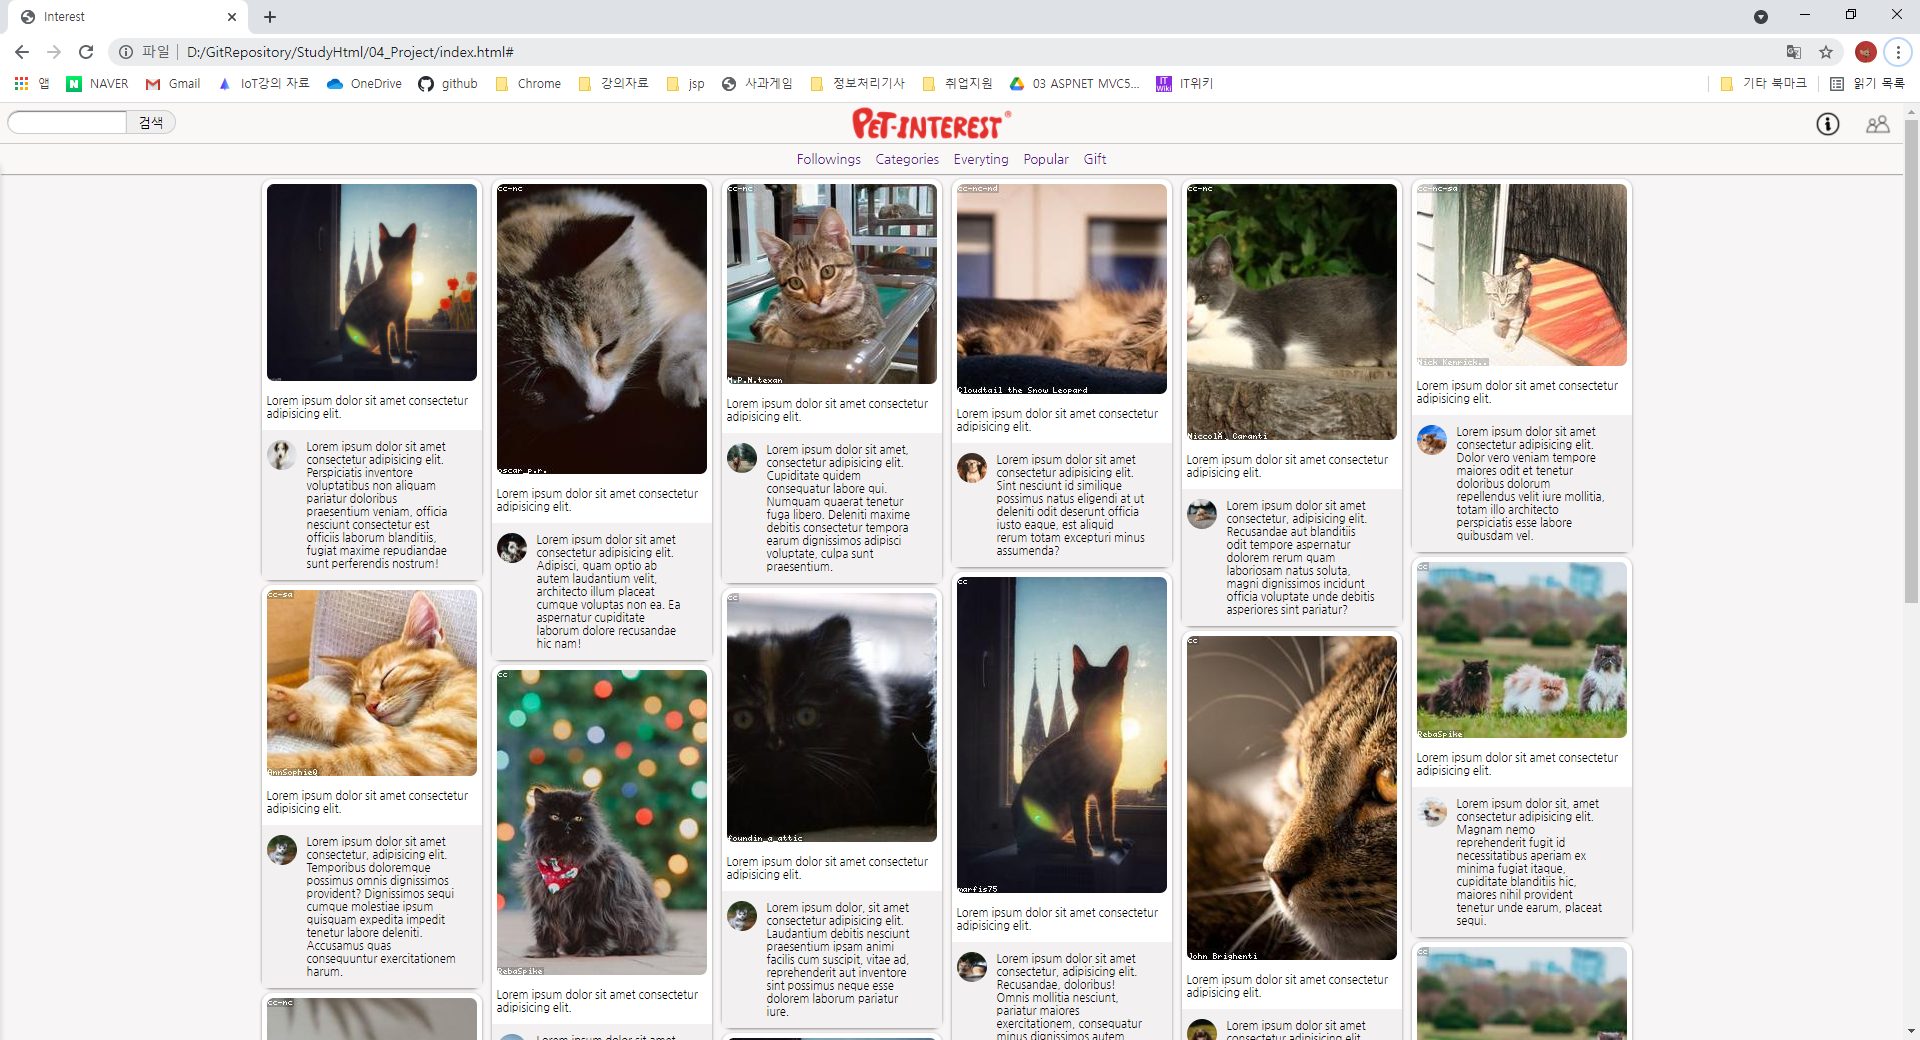 Interest
파일 D:/GitRepository/StudyHtml/04_Project/index.html#
앱 NAVER Gmail IoT강의 자료 OneDrive github Chrome 강의자료 jsp 사과게임 정보처리기사 취업지원 03 ASPNET MVC5... IT위키 기타 북마크 읽기 목록
검색
PET-INTEREST®
Followings Categories Everyting Popular Gift
Lorem ipsum dolor sit amet consectetur
adipisicing elit.
Lorem ipsum dolor sit amet
consectetur adipisicing elit.
Perspiciatis inventore
voluptatibus non aliquam
pariatur doloribus
praesentium veniam, officia
nesciunt consectetur est
officiis laborum blanditiis,
fugiat maxime repudiandae
sunt perferendis nostrum!
cc-sa
AnnSophieQ
Lorem ipsum dolor sit amet consectetur
adipisicing elit.
Lorem ipsum dolor sit amet
consectetur, adipisicing elit.
Temporibus doloremque
possimus omnis dignissimos
provident? Dignissimos sequi
cumque molestiae ipsum
quisquam expedita impedit
tenetur labore deleniti.
Accusamus quas
consequuntur exercitationem
harum.
cc-nc
cc-nc
oscar_p.r.
Lorem ipsum dolor sit amet consectetur
adipisicing elit.
Lorem ipsum dolor sit amet
consectetur adipisicing elit.
Adipisci, quam optio ab
autem laudantium velit,
architecto illum placeat
cumque voluptas non ea. Ea
aspernatur cupiditate
laborum dolore recusandae
hic nam!
cc
RebaSpike
Lorem ipsum dolor sit amet consectetur
adipisicing elit.
Lorem ipsum dolor sit amet
cc-nc
M.P.N.texan
Lorem ipsum dolor sit amet consectetur
adipisicing elit.
Lorem ipsum dolor sit amet,
consectetur adipisicing elit.
Cupiditate quidem
consequatur labore qui.
Numquam quaerat tenetur
fuga libero. Deleniti maxime
debitis consectetur tempora
earum dignissimos adipisci
voluptate, culpa sunt
praesentium.
cc
foundin_a_attic
Lorem ipsum dolor sit amet consectetur
adipisicing elit.
Lorem ipsum dolor, sit amet
consectetur adipisicing elit.
Laudantium debitis nesciunt
praesentium ipsam animi
facilis cum suscipit, vitae ad,
reprehenderit aut inventore
sint possimus neque esse
dolorem laborum pariatur
iure.
cc-nc-nd
Cloudtail the Snow Leopard
Lorem ipsum dolor sit amet consectetur
adipisicing elit.
Lorem ipsum dolor sit amet
consectetur adipisicing elit.
Sint nesciunt id similique
possimus natus eligendi at ut
deleniti odit deserunt officia
iusto eaque, est aliquid
rerum totam excepturi minus
assumenda?
cc
marfis75
Lorem ipsum dolor sit amet consectetur
adipisicing elit.
Lorem ipsum dolor sit amet
consectetur, adipisicing elit.
Recusandae, doloribus!
Omnis mollitia nesciunt,
pariatur maiores
exercitationem, consequatur
minus dignissimos autem
cc-nc
NiccolÃ² Caranti
Lorem ipsum dolor sit amet consectetur
adipisicing elit.
Lorem ipsum dolor sit amet
consectetur, adipisicing elit.
Recusandae aut blanditiis
odit tempore aspernatur
dolorem rerum quam
laboriosam natus soluta,
magni dignissimos incidunt
officia voluptate unde debitis
asperiores sint pariatur?
cc
John Brighenti
Lorem ipsum dolor sit amet consectetur
adipisicing elit.
Lorem ipsum dolor sit amet
consectetur adipisicing elit.
cc-nc-sa
Nick Kenrick..
Lorem ipsum dolor sit amet consectetur
adipisicing elit.
Lorem ipsum dolor sit amet
consectetur adipisicing elit.
Dolor vero veniam tempore
maiores odit et tenetur
doloribus dolorum
repellendus velit iure mollitia,
totam illo architecto
perspiciatis esse labore
quibusdam vel.
cc
RebaSpike
Lorem ipsum dolor sit amet consectetur
adipisicing elit.
Lorem ipsum dolor sit, amet
consectetur adipisicing elit.
Magnam nemo
reprehenderit fugit id
necessitatibus aperiam ex
minima fugiat itaque,
cupiditate blanditiis hic,
maiores nihil provident
tenetur unde earum, placeat
sequi.
cc